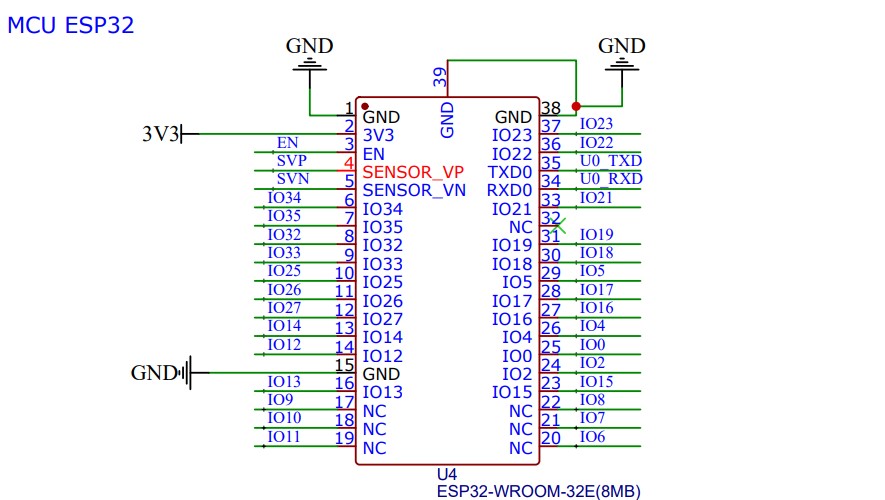 MCU ESP32
GND
GND
39
GND
1
GND
GND
38
3V3
2
3V3
IO23
37
IO23
EN
3
EN
IO22
36
IO22
SVP
4
SENSOR_VP
TXD0
35
U0_TXD
SVN
5
SENSOR_VN
RXD0
34
U0_RXD
IO34
6
IO34
IO21
33
IO21
IO35
7
IO35
NC
32
IO32
8
IO32
IO19
31
IO19
IO33
9
IO33
IO18
30
IO18
IO25
10
IO25
IO5
29
IO5
IO26
11
IO26
IO17
28
IO17
IO27
12
IO27
IO16
27
IO16
IO14
13
IO14
IO4
26
IO4
IO12
14
IO12
IO0
25
IO0
GND
15
GND
IO2
24
IO2
IO13
16
IO13
IO15
23
IO15
IO9
17
NC
NC
22
IO8
IO10
18
NC
NC
21
IO7
IO11
19
NC
NC
20
IO6
U4
ESP32-WROOM-32E(8MB)